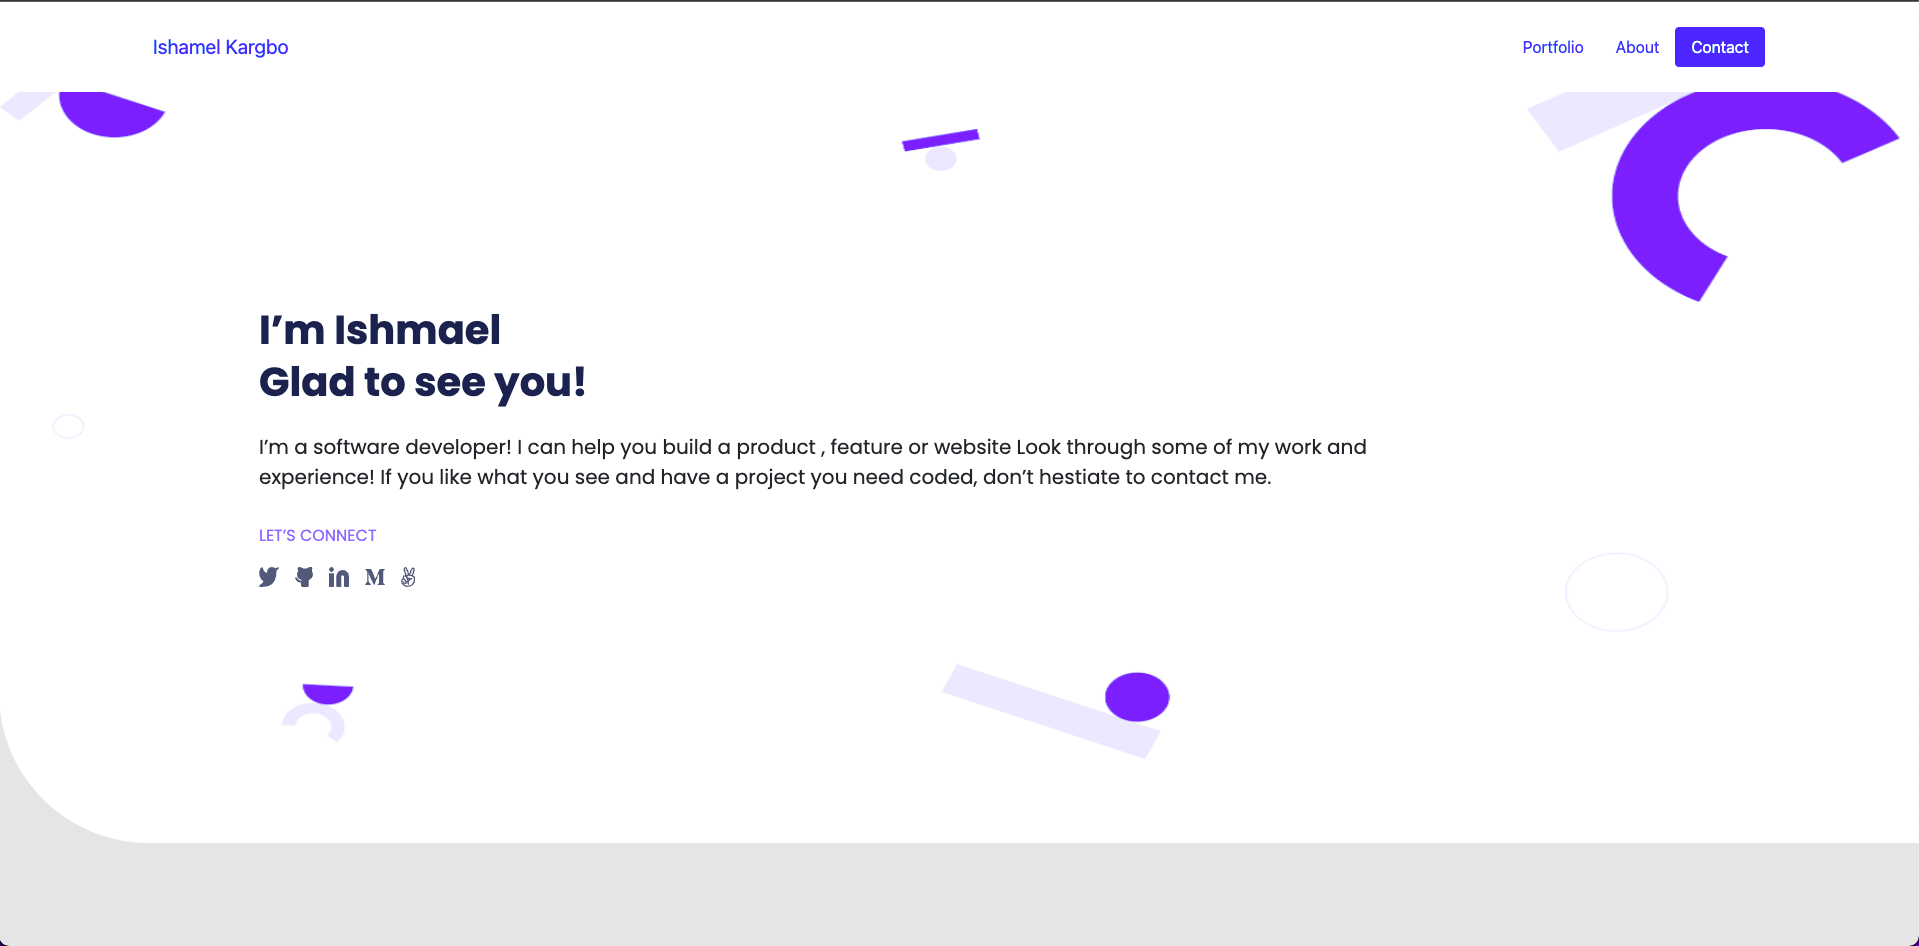 Ishamel Kargbo
Portfolio
About
Contact
I’m Ishmael
Glad to see you!
I’m a software developer! I can help you build a product , feature or website Look through some of my work and
experience! If you like what you see and have a project you need coded, don’t hestiate to contact me.
LET’S CONNECT